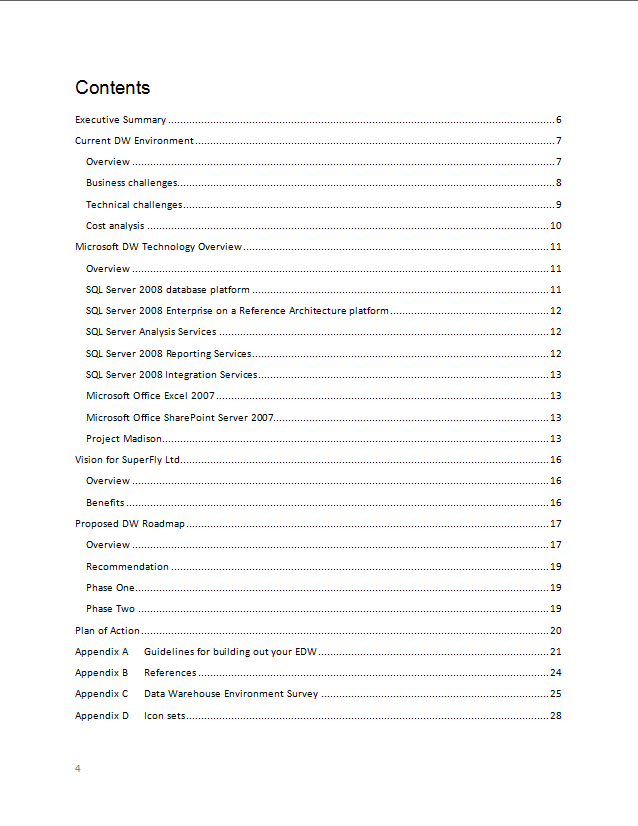 Contents
Executive Summary ........ 6
Current DW Environment ........ 7
Overview ........ 7
Business challenges ........ 8
Technical challenges ........ 9
Cost analysis ........ 10
Microsoft DW Technology Overview ........ 11
Overview ........ 11
SQL Server 2008 database platform ........ 11
SQL Server 2008 Enterprise on a Reference Architecture platform ........ 12
SQL Server Analysis Services ........ 12
SQL Server 2008 Reporting Services ........ 12
SQL Server 2008 Integration Services ........ 13
Microsoft Office Excel 2007 ........ 13
Microsoft Office SharePoint Server 2007 ........ 13
Project Madison ........ 13
Vision for SuperFly Ltd ........ 16
Overview ........ 16
Benefits ........ 16
Proposed DW Roadmap ........ 17
Overview ........ 17
Recommendation ........ 19
Phase One ........ 19
Phase Two ........ 19
Plan of Action ........ 20
Appendix A Guidelines for building out your EDW ........ 21
Appendix B References ........ 24
Appendix C Data Warehouse Environment Survey ........ 25
Appendix D Icon sets ........ 28
4